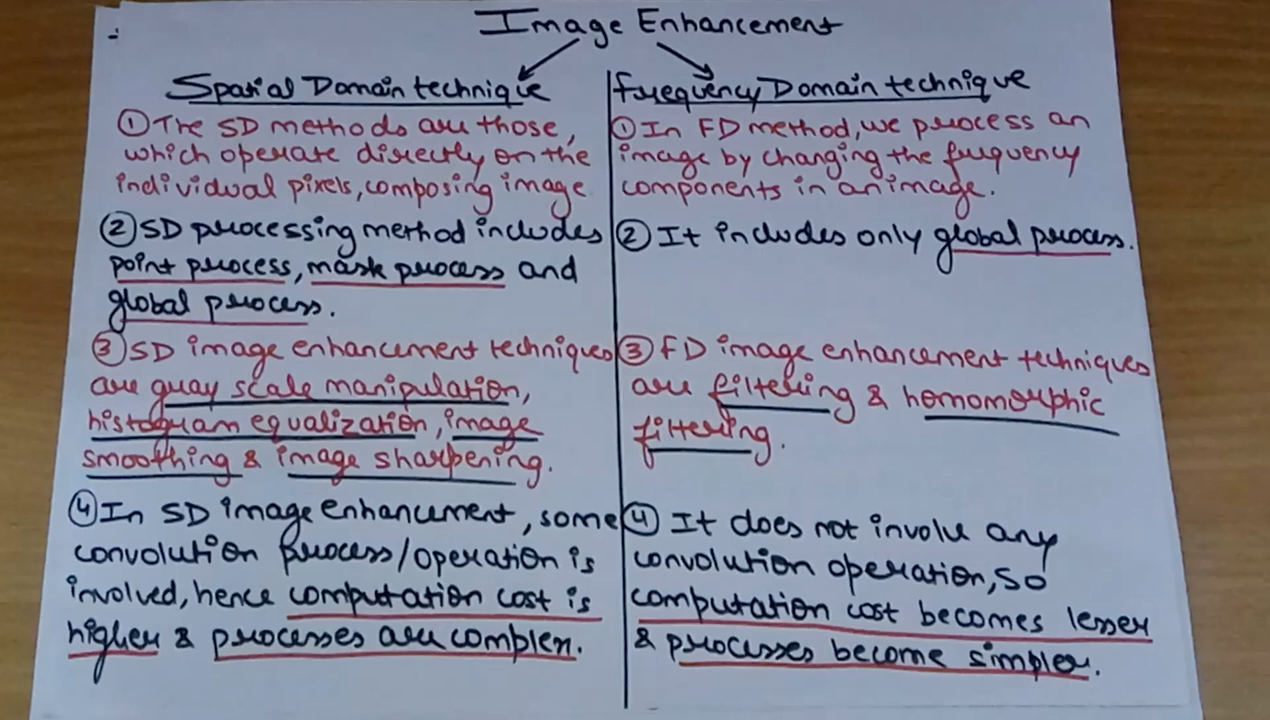 Image Enhancement
Spatial Domain technique
① The SD methods are those,
which operate directly on the
individual pixels, composing image
② SD processing method includes
point process, mask process and
global process.
③ SD image enhancement techniques
are gray scale manipulation,
histogram equalization, image
smoothing & image sharpening.
④ In SD image enhancement, some
convolution process/operation is
involved, hence computation cost is
higher & processes are complex.
Frequency Domain technique
① In FD method, we process an
image by changing the frequency
components in an image.
② It includes only global process.
③ FD image enhancement techniques
are filtering & homomorphic
filtering.
④ It does not involve any
convolution operation, so
computation cost becomes lesser
& processes become simpler.